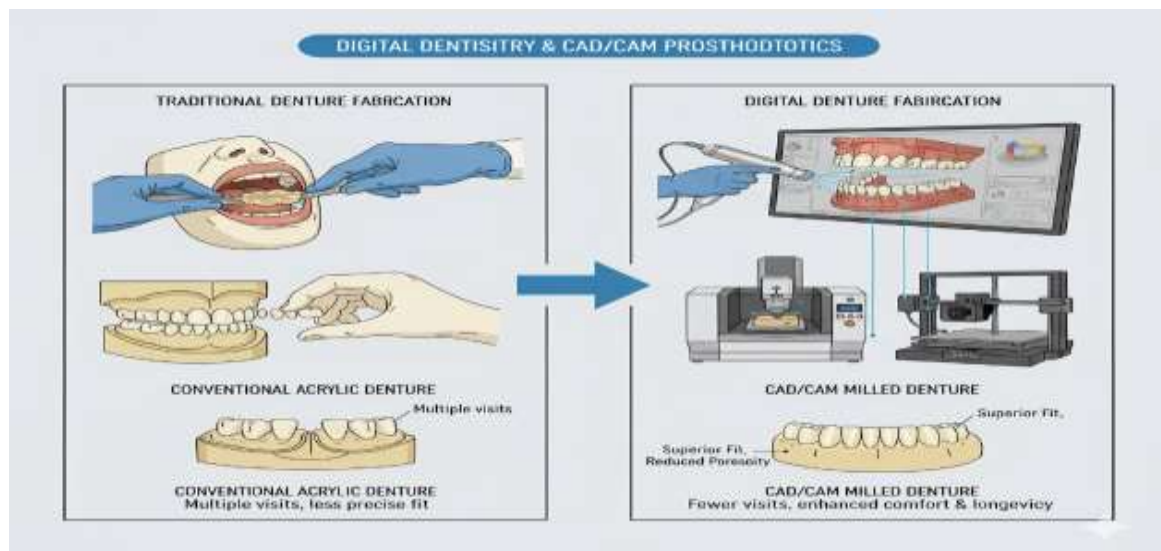 DIGITAL DENTISITRY & CAD/CAM PROSTHODTOTICS
TRADITIONAL DENTURE FABRCATION
CONVENTIONAL ACRYLIC DENTURE
Multiple visits
CONVENTIONAL ACRYLIC DENTURE
Multiple visits, less precise fit
DIGITAL DENTURE FABIRCATION
CAD/CAM MILLED DENTURE
Superior Fit,
Superior Fit,
Reduced Porosity
CAD/CAM MILLED DENTURE
Fewer visits, enhanced comfort & longevicy